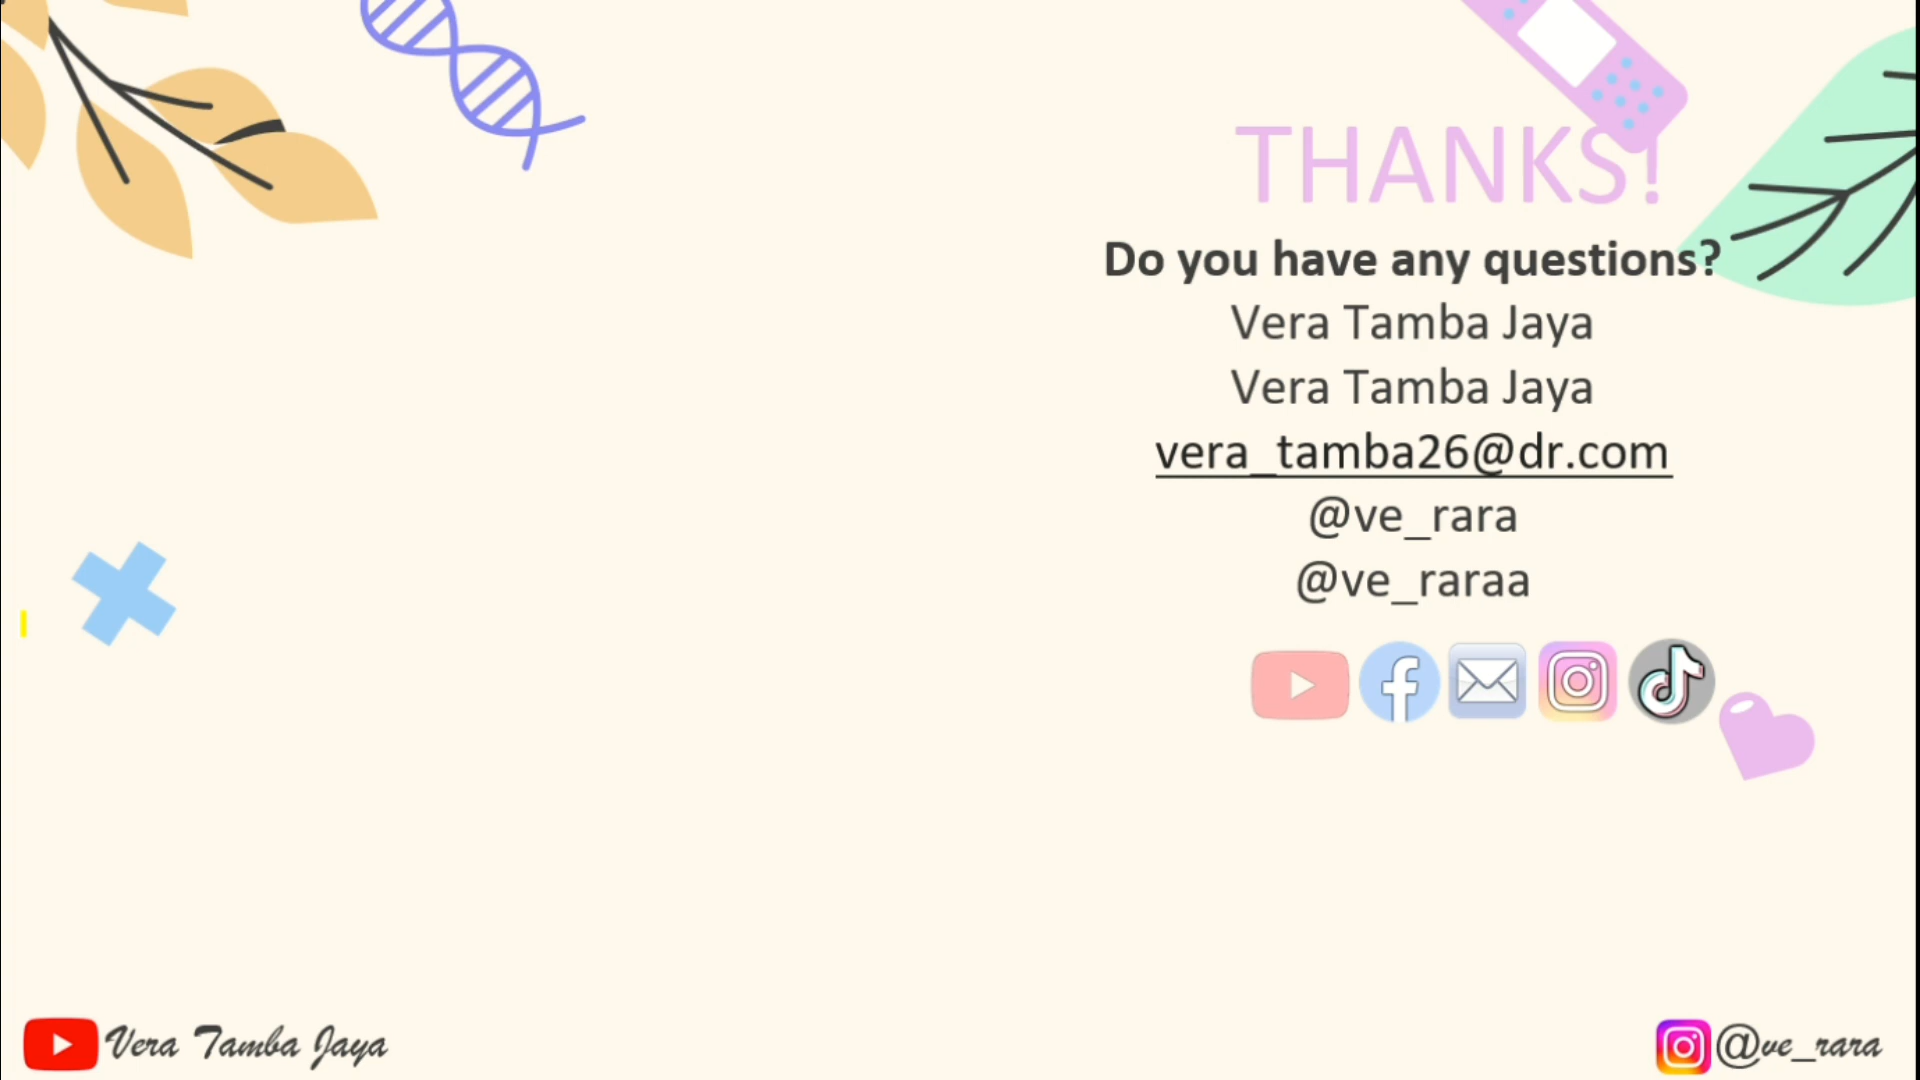 THANKS!
Do you have any questions?
Vera Tamba Jaya
Vera Tamba Jaya
vera_tamba26@dr.com
@ve_rara
@ve_raraa
Vera Tamba Jaya
@ve_rara